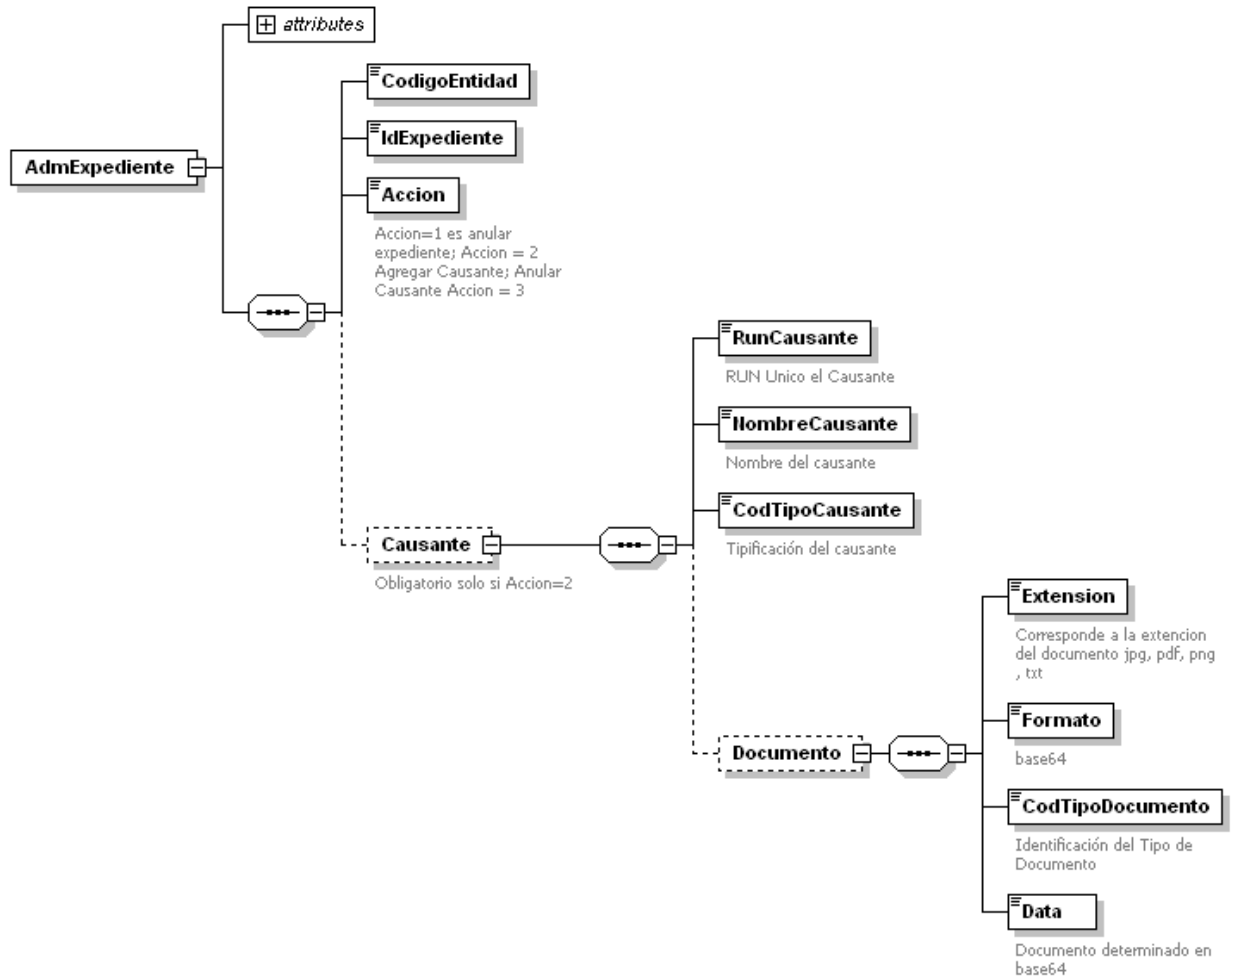 attributes
CodigoEntidad
IdExpediente
AdmExpediente
Accion
Accion=1 es anular
expediente; Accion = 2
Agregar Causante; Anular
Causante Accion = 3
RunCausante
RUN Unico el Causante
NombreCausante
Nombre del causante
CodTipoCausante
Tipificación del causante
Causante
Obligatorio solo si Accion=2
Extension
Corresponde a la extencion
del documento jpg, pdf, png
, txt
Formato
base64
Documento
CodTipoDocumento
Identificación del Tipo de
Documento
Data
Documento determinado en
base64